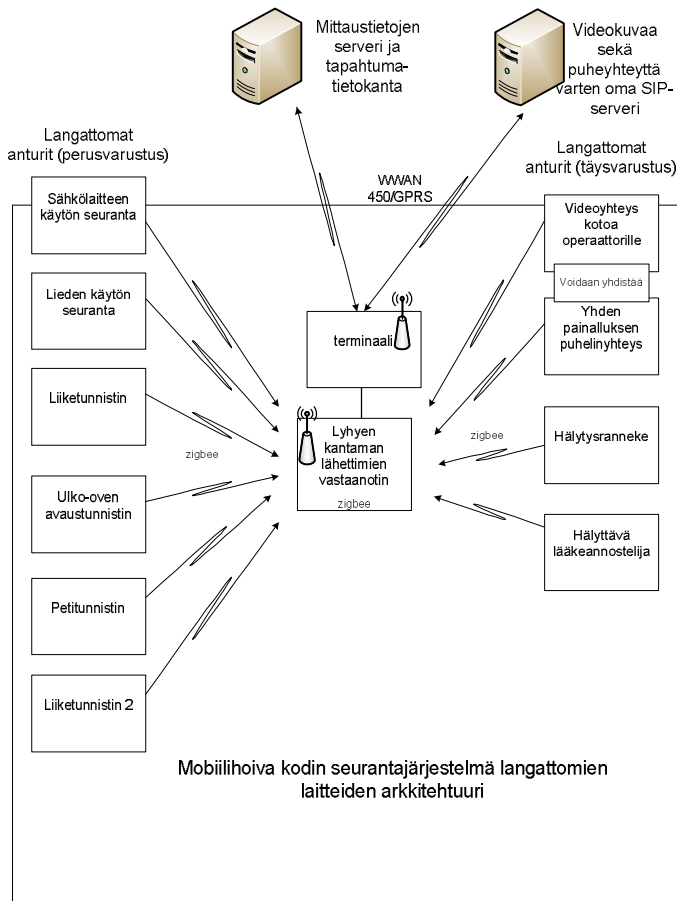 Mittaustietojen
serveri ja
tapahtuma-
tietokanta
Videokuvaa
sekä
puheyhteyttä
varten oma SIP-
serveri
Langattomat
anturit (perusvarustus)
Langattomat
anturit (täysvarustus)
WWAN
450/GPRS
Sähkölaitteen
käytön seuranta
Lieden käytön
seuranta
Liiketunnistin
zigbee
Ulko-oven
avaustunnistin
Petitunnistin
Liiketunnistin 2
terminaali
Lyhyen
kantaman
lähettimien
vastaanotin
zigbee
Videoyhteys
kotoa
operaattorille
Voidaan yhdistää
Yhden
painalluksen
puhelinyhteys
zigbee
Hälytysranneke
Hälyttävä
lääkeannostelija
Mobiilihoiva kodin seurantajärjestelmä langattomien
laitteiden arkkitehtuuri